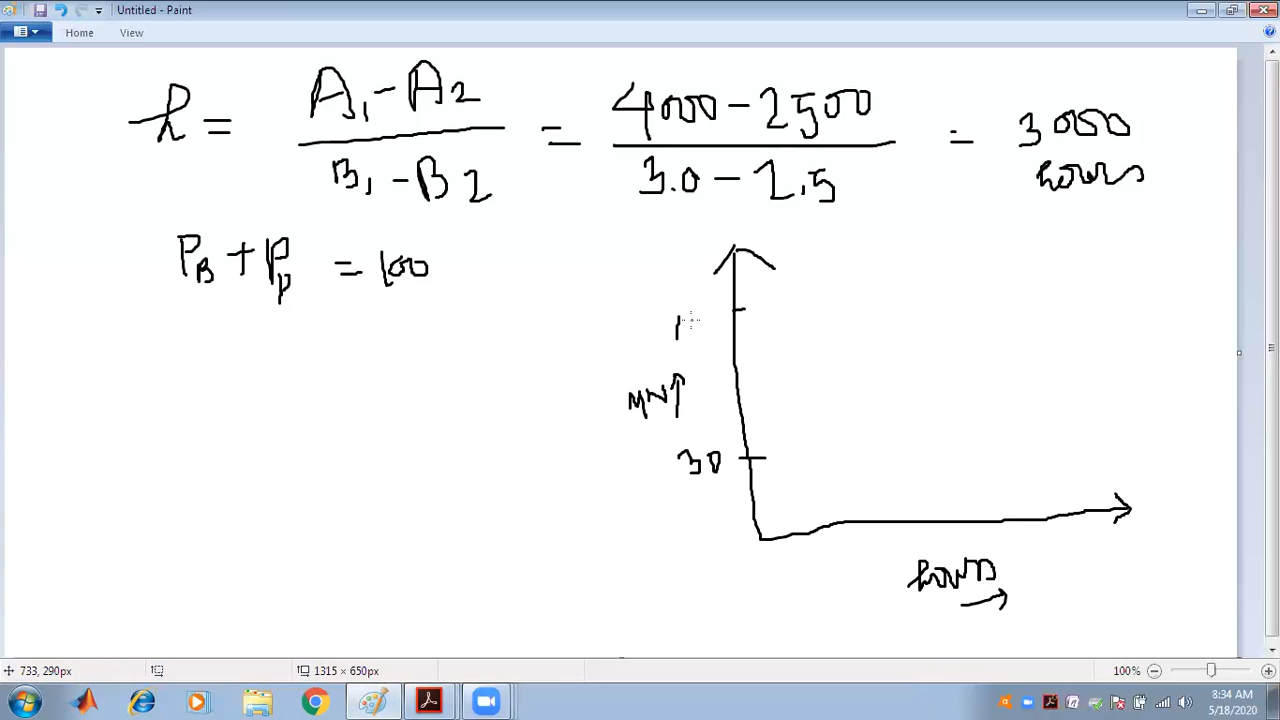 Untitled - Paint
Home View
h = A1 - A2 / B1 - B2 = 4000 - 2500 / 3.0 - 2.5 = 3000 hours
PB + Pp = 100
1
MW↑
30
hours
733, 290px
1315 × 650px
100%
8:34 AM
5/18/2020